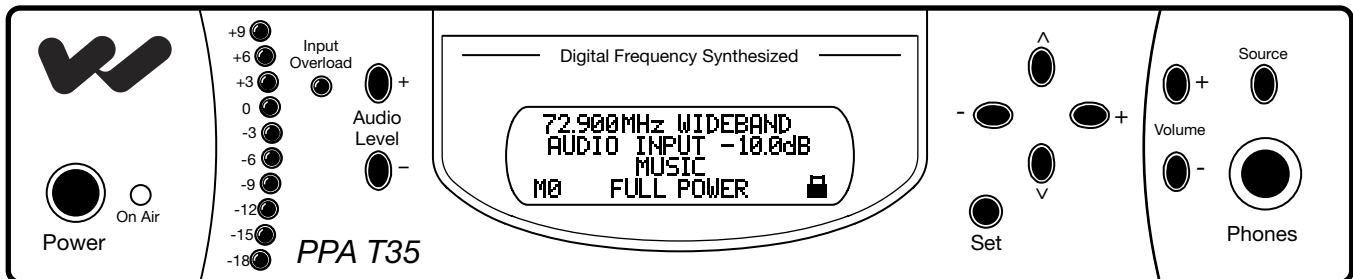 +9
+6
+3
0
-3
-6
-9
-12
-15
-18
Input
Overload
+
Audio
Level
-
Power
On Air
PPA T35
Digital Frequency Synthesized
72.900MHz WIDEBAND
AUDIO INPUT -10.0dB
MUSIC
M0 FULL POWER
^
- +
v
Set
+
Volume
-
Source
Phones